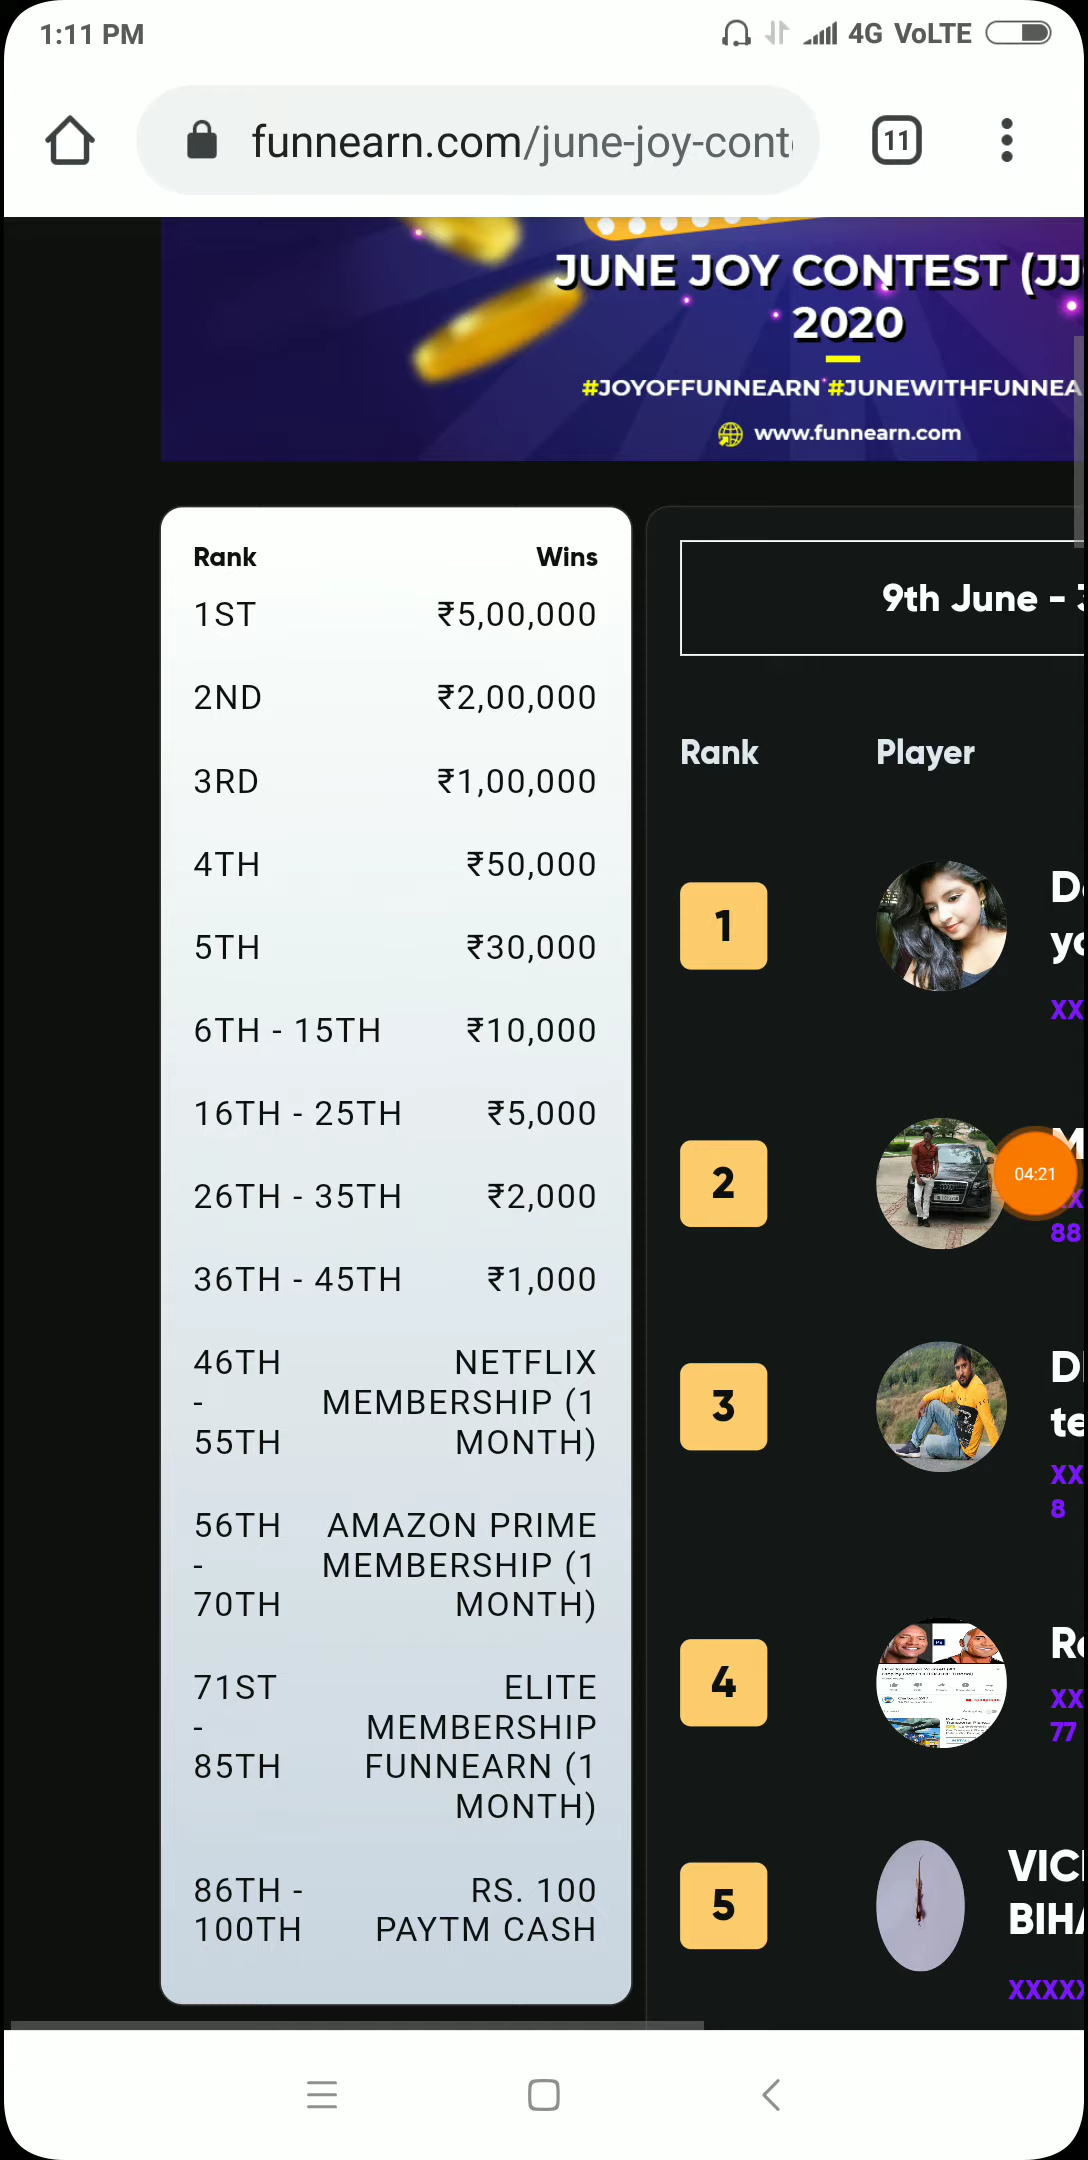 1:11 PM
4G VoLTE
funnearn.com/june-joy-cont
11
JUNE JOY CONTEST (JJ
2020
#JOYOFFUNNEARN #JUNEWITHFUNNEA
www.funnearn.com
Rank Wins
1ST ₹5,00,000
2ND ₹2,00,000
3RD ₹1,00,000
4TH ₹50,000
5TH ₹30,000
6TH - 15TH ₹10,000
16TH - 25TH ₹5,000
26TH - 35TH ₹2,000
36TH - 45TH ₹1,000
46TH NETFLIX
- MEMBERSHIP (1
55TH MONTH)
56TH AMAZON PRIME
- MEMBERSHIP (1
70TH MONTH)
71ST ELITE
- MEMBERSHIP
85TH FUNNEARN (1
MONTH)
86TH - RS. 100
100TH PAYTM CASH
9th June -
Rank Player
1
XX
2
04:21
88
3
te
XX
8
4
XX
77
5
VIC
BIH
XXXXX